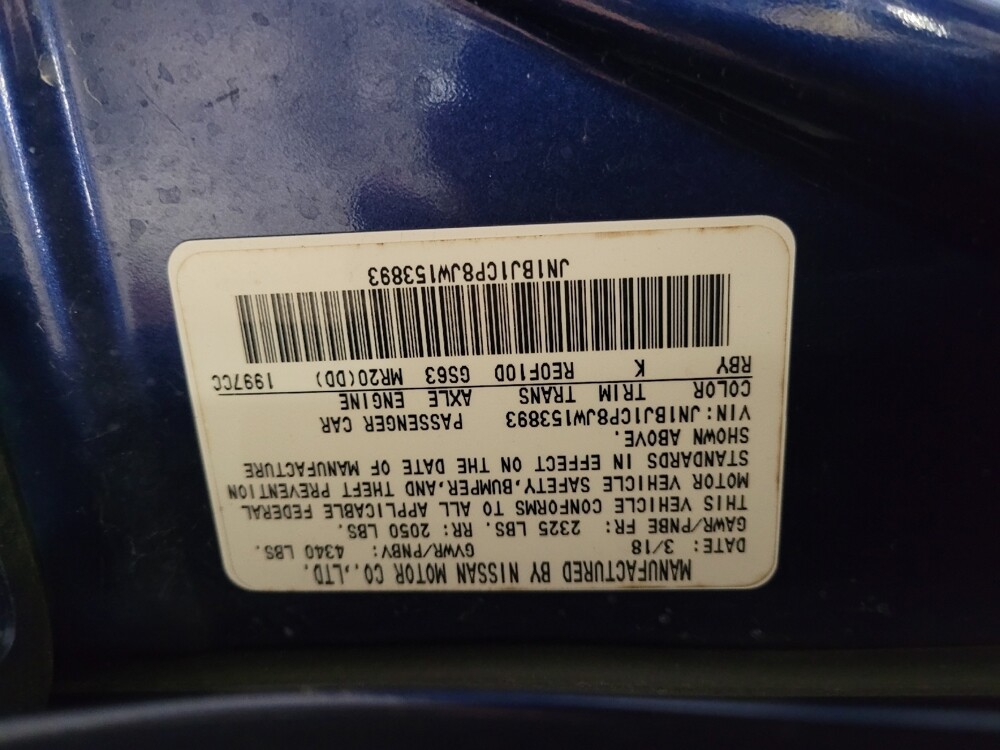 MANUFACTURED BY NISSAN MOTOR CO.,LTD.
DATE: 3/18 GVWR/PNBV: 4340 LBS.
GAWR/PNBE FR: 2325 LBS. RR: 2050 LBS.
THIS VEHICLE CONFORMS TO ALL APPLICABLE FEDERAL
MOTOR VEHICLE SAFETY,BUMPER,AND THEFT PREVENTION
STANDARDS IN EFFECT ON THE DATE OF MANUFACTURE
SHOWN ABOVE.
VIN: JN1BJ1CP8JW153893 PASSENGER CAR
COLOR TRIM TRANS AXLE ENGINE
RBY K RE0F10D GS63 MR20(DD) 1997CC
JN1BJ1CP8JW153893